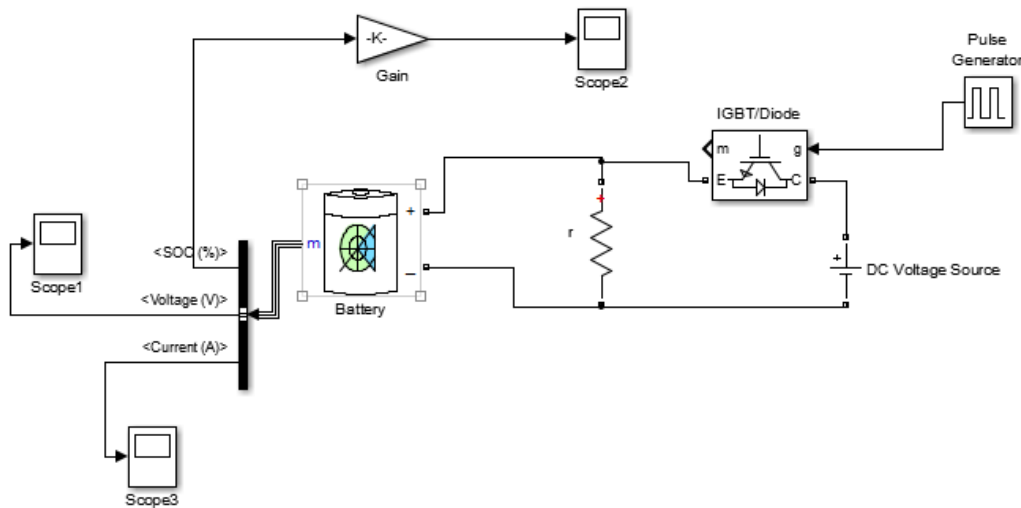 -K-
Gain
Scope2
Pulse
Generator
IGBT/Diode
m
g
E
C
+
r
+
DC Voltage Source
m
+
−
Battery
Scope1
<SOC (%)>
<Voltage (V)>
<Current (A)>
Scope3